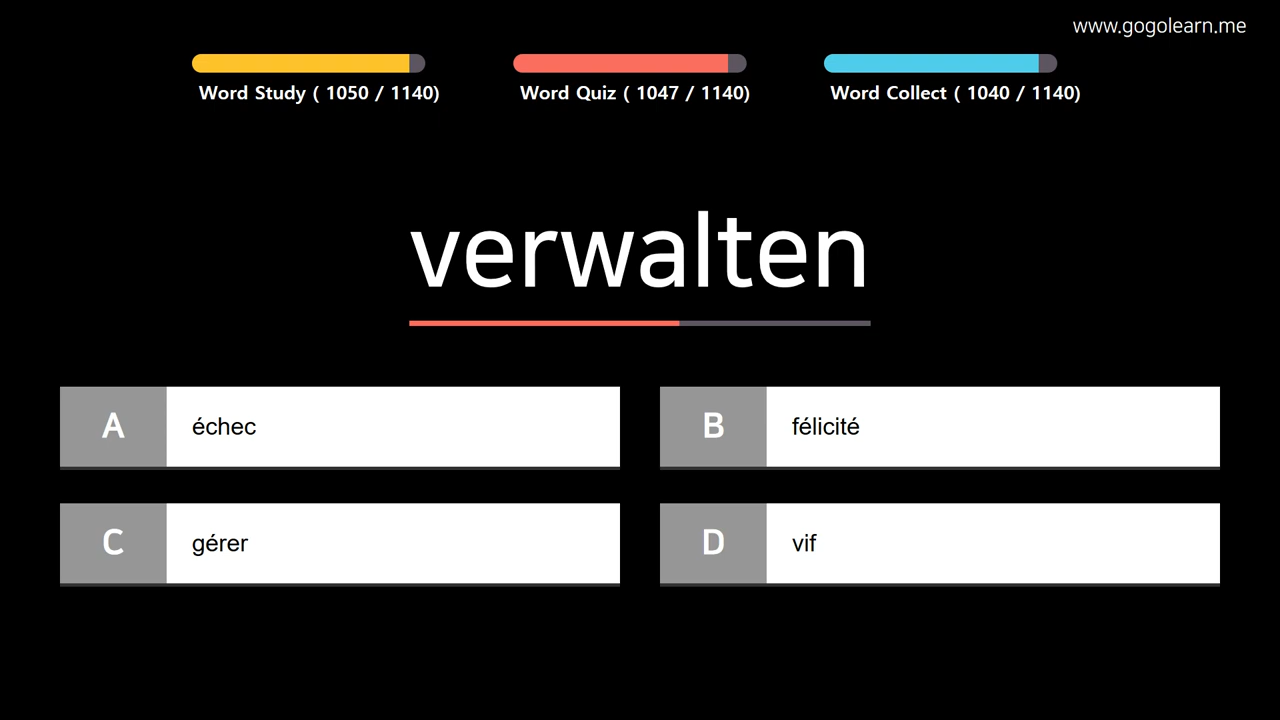 www.gogolearn.me
Word Study ( 1050 / 1140)
Word Quiz ( 1047 / 1140)
Word Collect ( 1040 / 1140)
verwalten
A échec
B félicité
C gérer
D vif